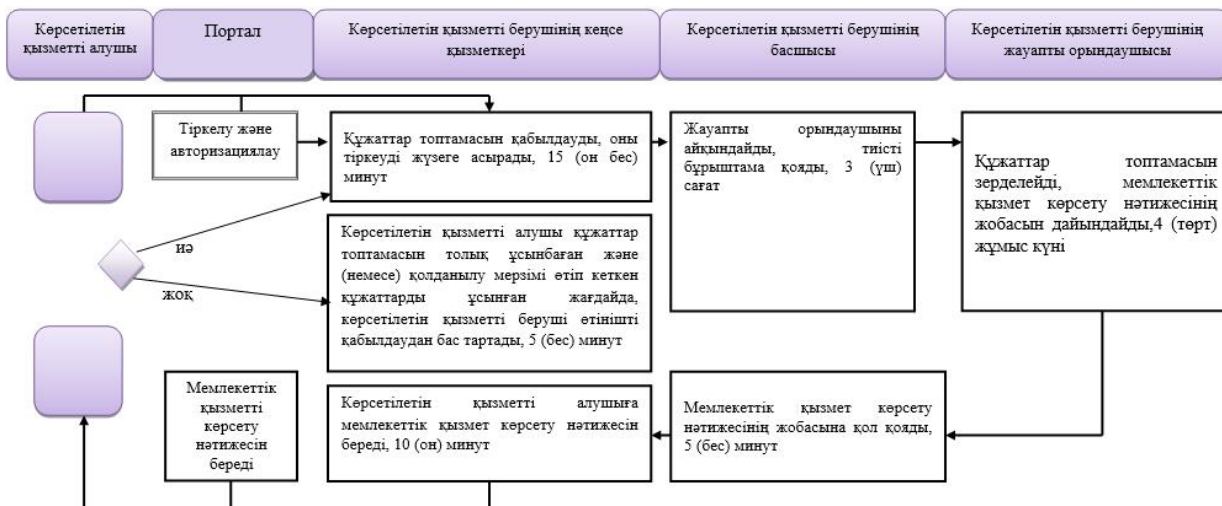 Көрсетілетін
қызметті алушы
Портал
Көрсетілетін қызметті берушінің кеңсе
қызметкері
Көрсетілетін қызметті берушінің
басшысы
Көрсетілетін қызметті берушінің
жауапты орындаушысы
Тіркелу және
авторизациялау
Құжаттар топтамасын қабылдауды, оны
тіркеуді жүзеге асырады, 15 (он бес)
минут
Жауапты орындаушыны
айқындайды, тиісті
бұрыштама қояды, 3 (үш)
сағат
Құжаттар топтамасын
зерделейді, мемлекеттік
қызмет көрсету нәтижесінің
жобасын дайындайды,4 (төрт)
жұмыс күні
иә
жоқ
Көрсетілетін қызметті алушы құжаттар
топтамасын толық ұсынбаған және
(немесе) қолданылу мерзімі өтіп кеткен
құжаттарды ұсынған жағдайда,
көрсетілетін қызметті беруші өтінішті
қабылдаудан бас тартады, 5 (бес) минут
Мемлекеттік
қызметті
көрсету
нәтижесін
береді
Көрсетілетін қызметті алушыға
мемлекеттік қызмет көрсету нәтижесін
береді, 10 (он) минут
Мемлекеттік қызмет көрсету
нәтижесінің жобасына қол қояды,
5 (бес) минут